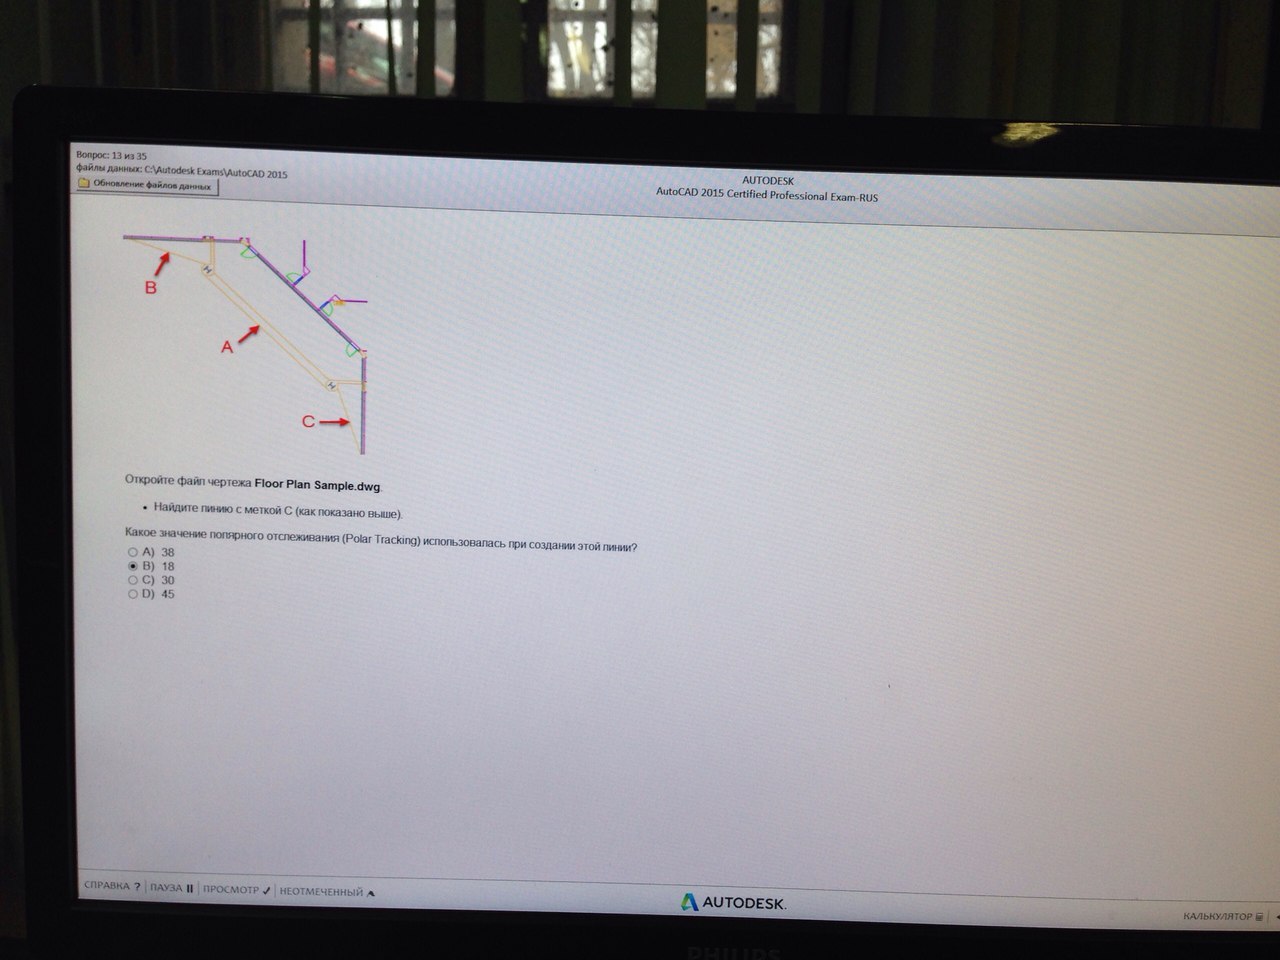 Вопрос: 13 из 35
файлы данных: C:\Autodesk Exams\AutoCAD 2015
Обновление файлов данных
AUTODESK
AutoCAD 2015 Certified Professional Exam-RUS
B
A
C
H
H
Откройте файл чертежа Floor Plan Sample.dwg.
• Найдите линию с меткой C (как показано выше).
Какое значение полярного отслеживания (Polar Tracking) использовалась при создании этой линии?
A) 38
B) 18
C) 30
D) 45
СПРАВКА ? ПАУЗА ПРОСМОТР НЕОТМЕЧЕННЫЙ
AUTODESK.
КАЛЬКУЛЯТОР
PHILIPS